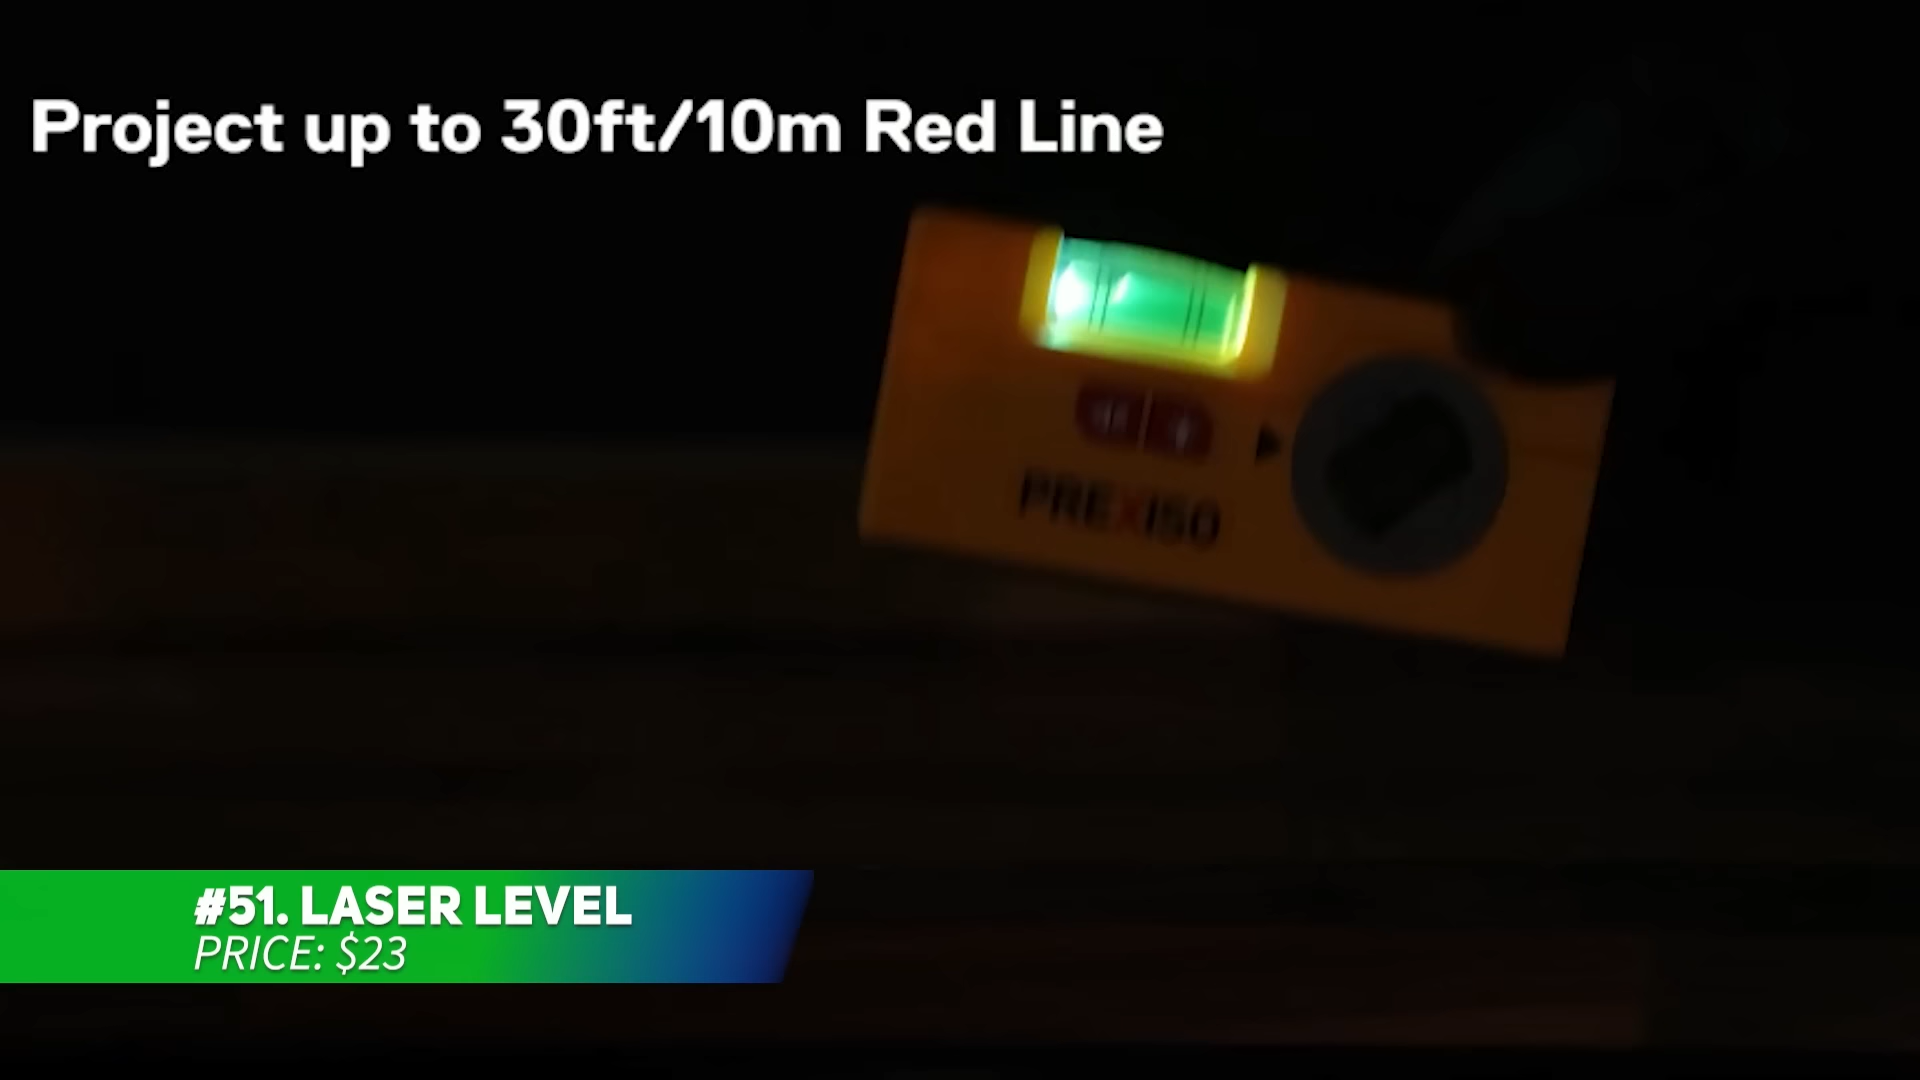 Project up to 30ft/10m Red Line
PREXISO
#51. LASER LEVEL
PRICE: $23